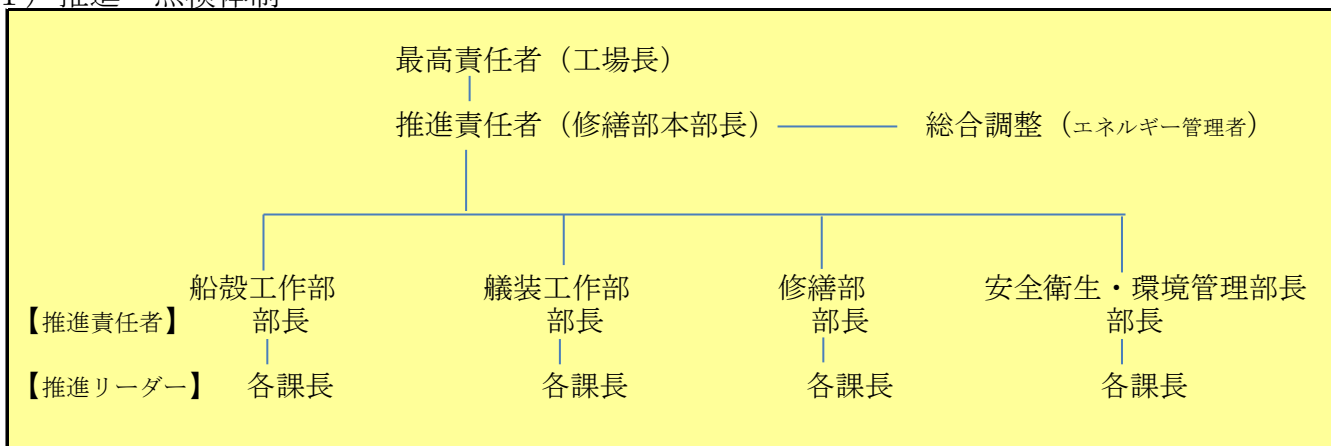 最高責任者（工場長）
推進責任者（修繕部本部長） 総合調整（エネルギー管理者）
船殻工作部 艤装工作部 修繕部 安全衛生・環境管理部長
【推進責任者】 部長 部長 部長 部長
【推進リーダー】 各課長 各課長 各課長 各課長